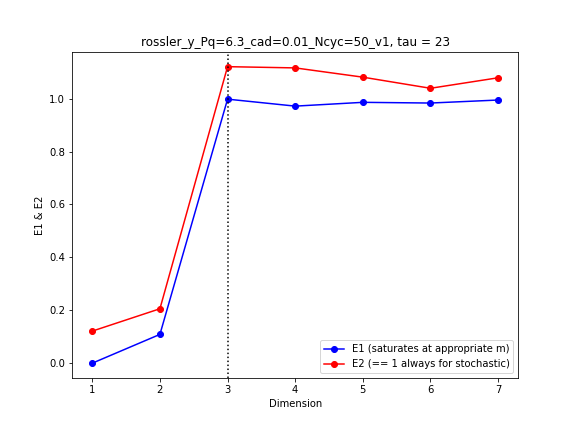 rossler_y_Pq=6.3_cad=0.01_Ncyc=50_v1, tau = 23
E1 & E2
1.0
0.8
0.6
0.4
0.2
0.0
E1 (saturates at appropriate m)
E2 (== 1 always for stochastic)
1 2 3 4 5 6 7
Dimension